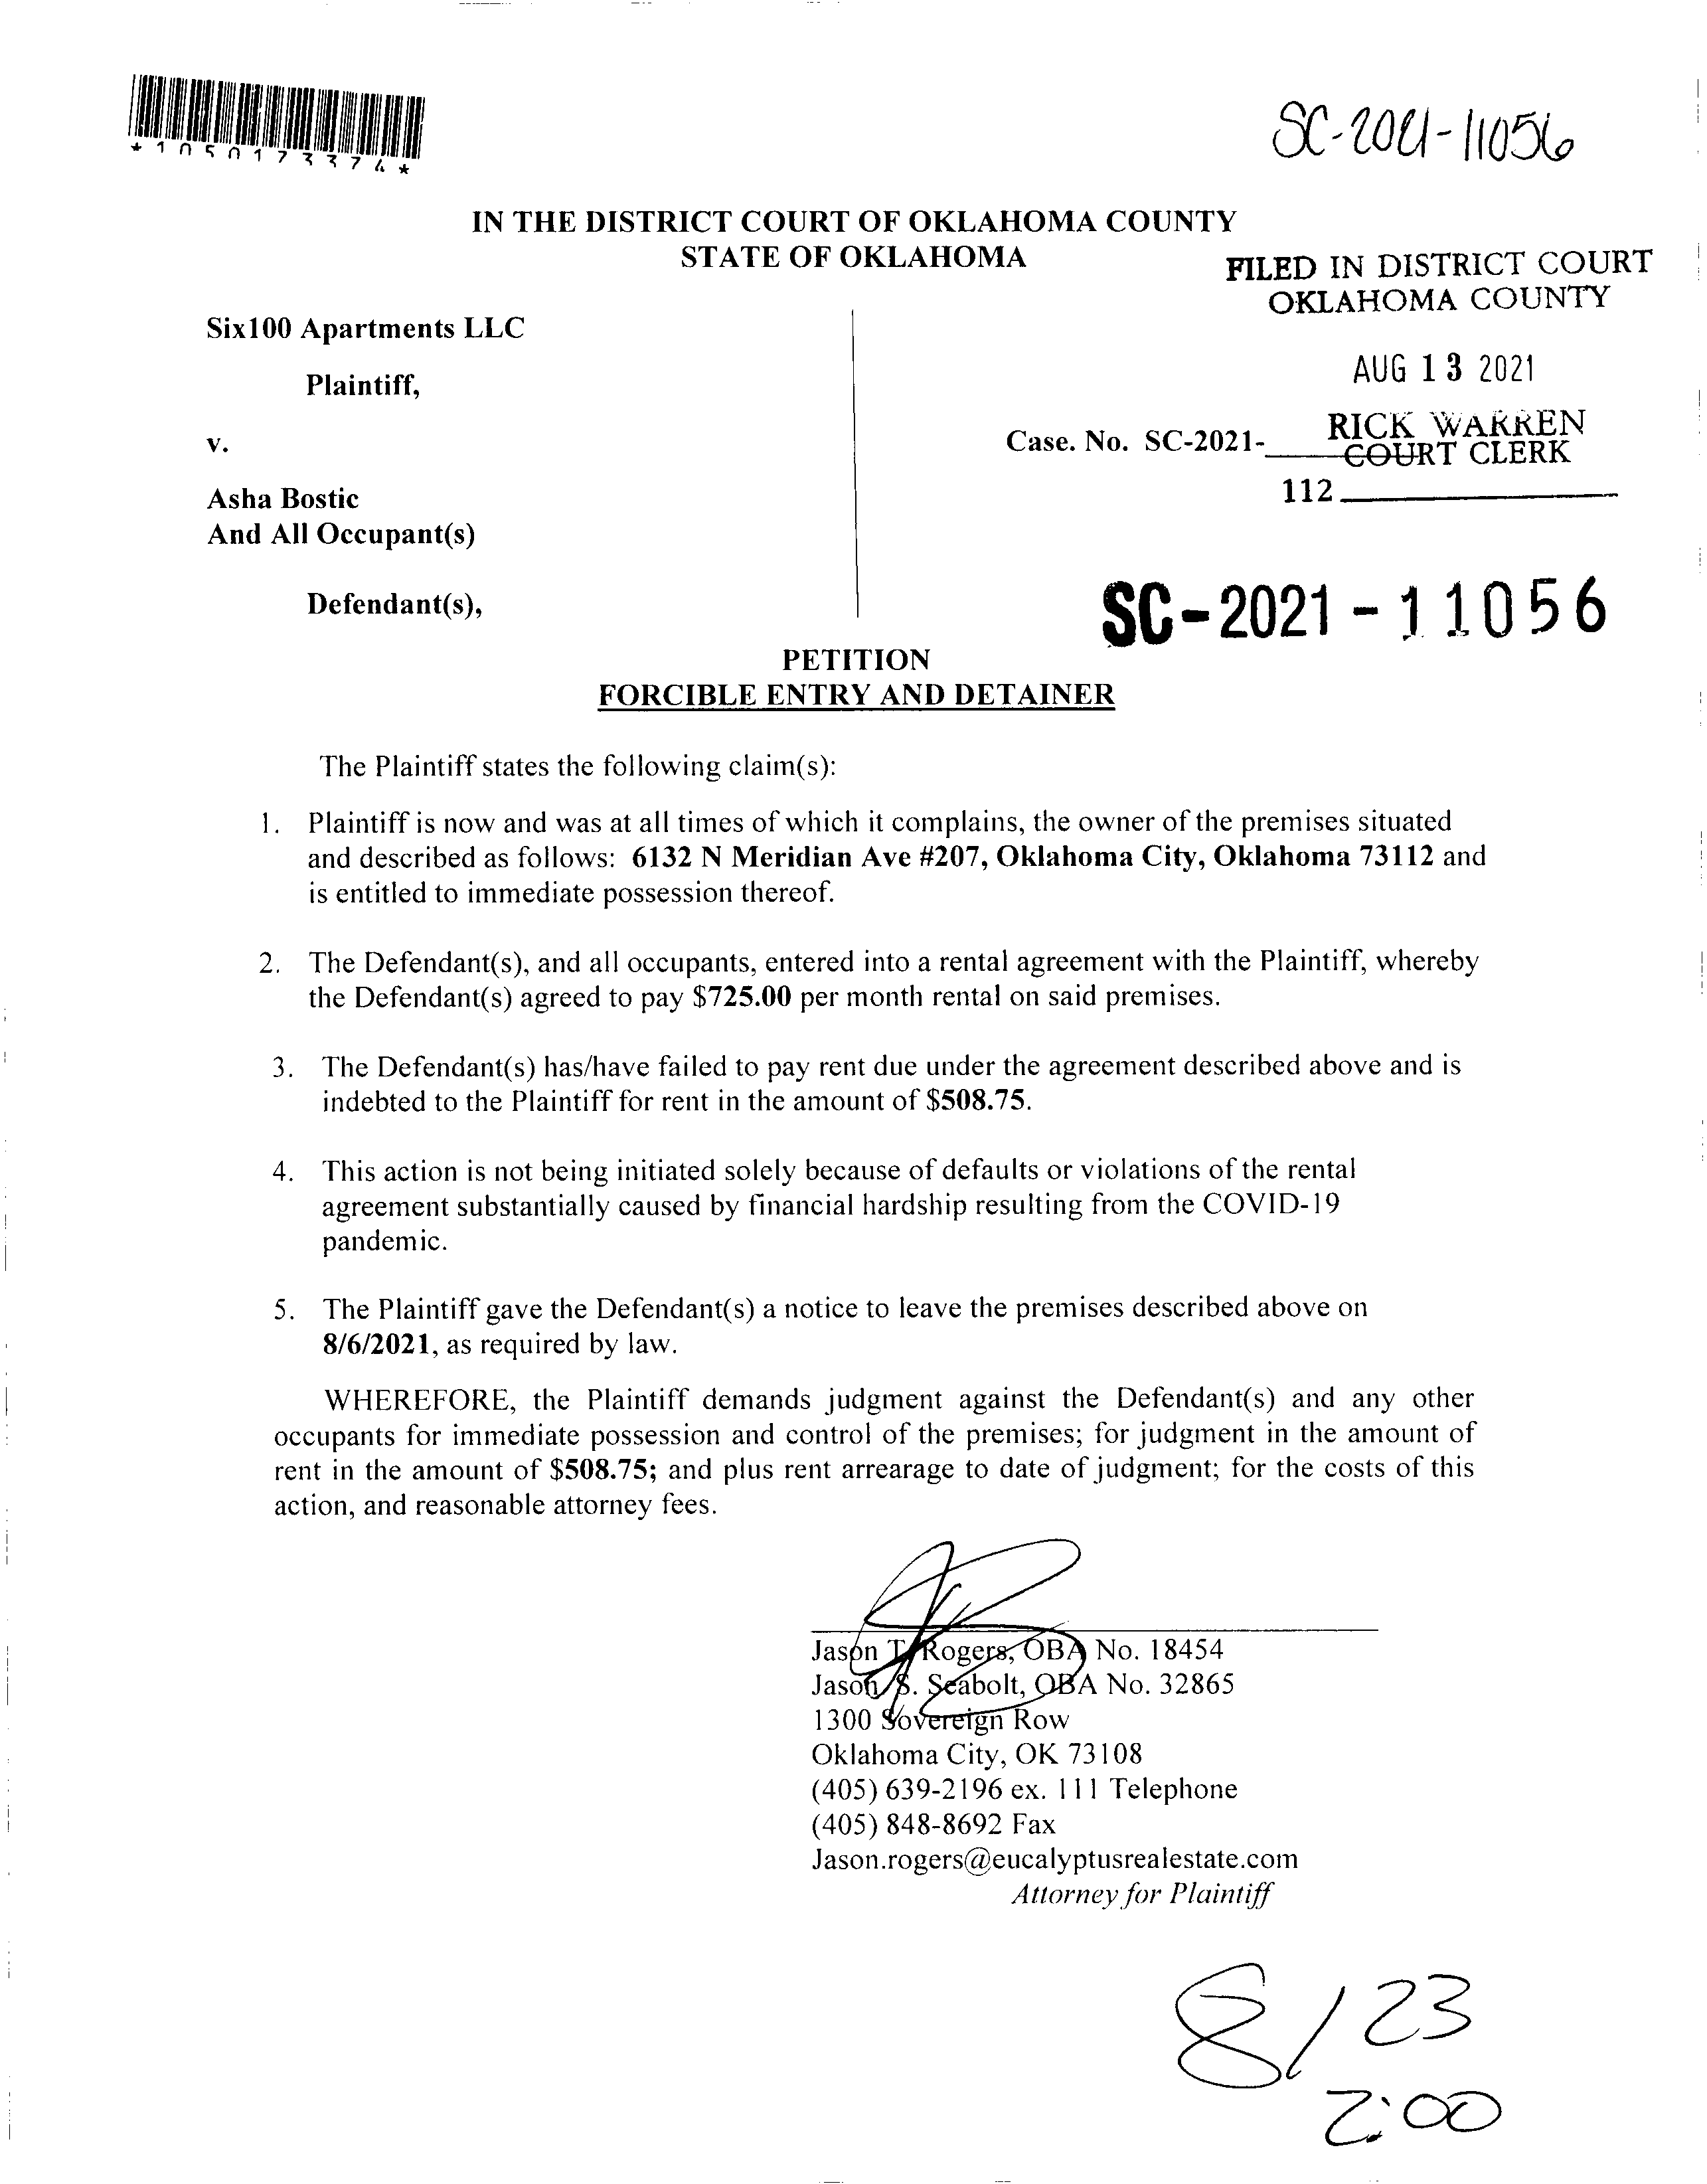 *1050173374*
SC-2021-11056
IN THE DISTRICT COURT OF OKLAHOMA COUNTY
STATE OF OKLAHOMA
FILED IN DISTRICT COURT
OKLAHOMA COUNTY
Six100 Apartments LLC
AUG 13 2021
Plaintiff,
RICK WARREN
COURT CLERK
v.
Case. No. SC-2021-
112
Asha Bostic
And All Occupant(s)
Defendant(s),
SC-2021-11056
PETITION
FORCIBLE ENTRY AND DETAINER
The Plaintiff states the following claim(s):
1. Plaintiff is now and was at all times of which it complains, the owner of the premises situated
and described as follows: 6132 N Meridian Ave #207, Oklahoma City, Oklahoma 73112 and
is entitled to immediate possession thereof.
2. The Defendant(s), and all occupants, entered into a rental agreement with the Plaintiff, whereby
the Defendant(s) agreed to pay $725.00 per month rental on said premises.
3. The Defendant(s) has/have failed to pay rent due under the agreement described above and is
indebted to the Plaintiff for rent in the amount of $508.75.
4. This action is not being initiated solely because of defaults or violations of the rental
agreement substantially caused by financial hardship resulting from the COVID-19
pandemic.
5. The Plaintiff gave the Defendant(s) a notice to leave the premises described above on
8/6/2021, as required by law.
WHEREFORE, the Plaintiff demands judgment against the Defendant(s) and any other
occupants for immediate possession and control of the premises; for judgment in the amount of
rent in the amount of $508.75; and plus rent arrearage to date of judgment; for the costs of this
action, and reasonable attorney fees.
Jason T. Rogers, OBA No. 18454
Jason S. Seabolt, OBA No. 32865
1300 Sovereign Row
Oklahoma City, OK 73108
(405) 639-2196 ex. 111 Telephone
(405) 848-8692 Fax
Jason.rogers@eucalyptusrealestate.com
Attorney for Plaintiff
8/23
2:00